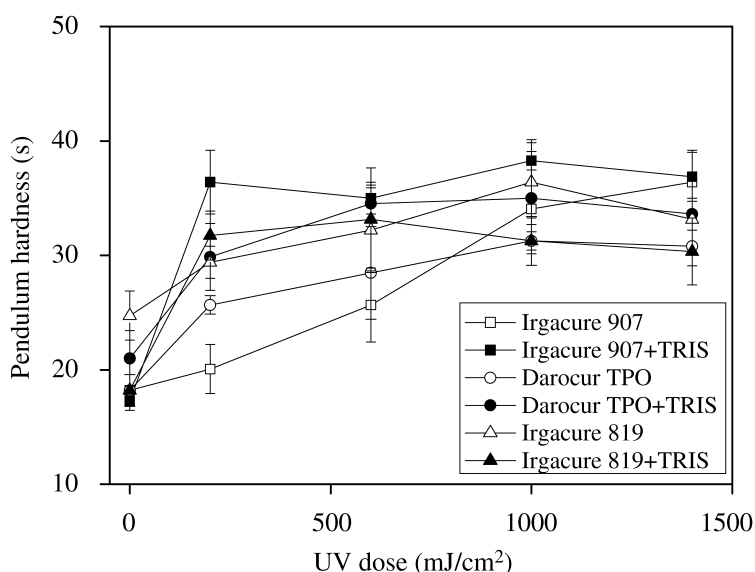 50
40
30
20
10
Pendulum hardness (s)
Irgacure 907
Irgacure 907+TRIS
Darocur TPO
Darocur TPO+TRIS
Irgacure 819
Irgacure 819+TRIS
0 500 1000 1500
UV dose (mJ/cm²)